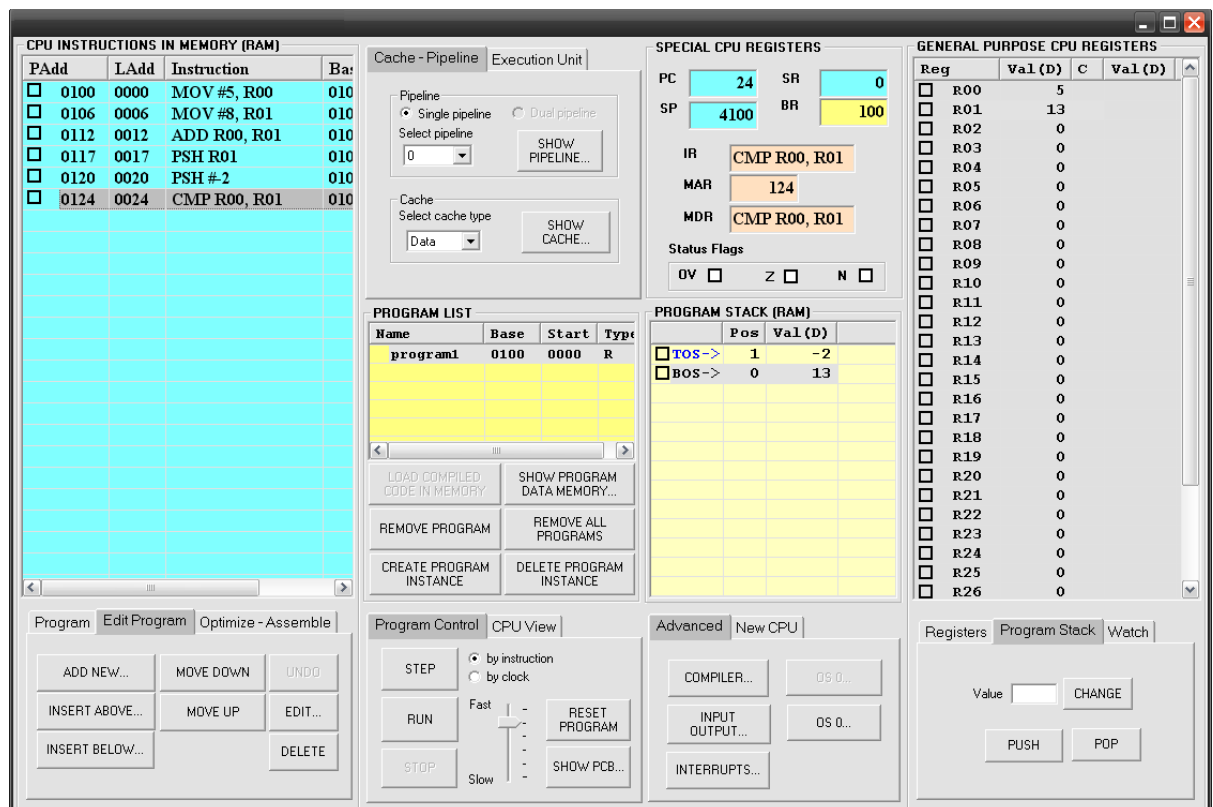 CPU INSTRUCTIONS IN MEMORY (RAM)
PAdd LAdd Instruction Bas
0100 0000 MOV #5, R00 010
0106 0006 MOV #8, R01 010
0112 0012 ADD R00, R01 010
0117 0017 PSH R01 010
0120 0020 PSH #-2 010
0124 0024 CMP R00, R01 010
Program Edit Program Optimize - Assemble
ADD NEW... MOVE DOWN UNDO
INSERT ABOVE... MOVE UP EDIT...
INSERT BELOW... DELETE
Cache - Pipeline Execution Unit
Pipeline
Single pipeline Dual pipeline
Select pipeline
0
SHOW PIPELINE...
Cache
Select cache type
Data
SHOW CACHE...
PROGRAM LIST
Name Base Start Type
program1 0100 0000 R
LOAD COMPILED CODE IN MEMORY
SHOW PROGRAM DATA MEMORY...
REMOVE PROGRAM
REMOVE ALL PROGRAMS
CREATE PROGRAM INSTANCE
DELETE PROGRAM INSTANCE
Program Control CPU View
STEP
by instruction
by clock
RUN
Fast
RESET PROGRAM
STOP
Slow
SHOW PCB...
SPECIAL CPU REGISTERS
PC 24 SR 0
SP 4100 BR 100
IR CMP R00, R01
MAR 124
MDR CMP R00, R01
Status Flags
OV Z N
PROGRAM STACK (RAM)
Pos Val(D)
TOS-> 1 -2
BOS-> 0 13
Advanced New CPU
COMPILER... OS 0...
INPUT OUTPUT... OS 0...
INTERRUPTS...
GENERAL PURPOSE CPU REGISTERS
Reg Val(D) C Val(D)
R00 5
R01 13
R02 0
R03 0
R04 0
R05 0
R06 0
R07 0
R08 0
R09 0
R10 0
R11 0
R12 0
R13 0
R14 0
R15 0
R16 0
R17 0
R18 0
R19 0
R20 0
R21 0
R22 0
R23 0
R24 0
R25 0
R26 0
Registers Program Stack Watch
Value CHANGE
PUSH POP